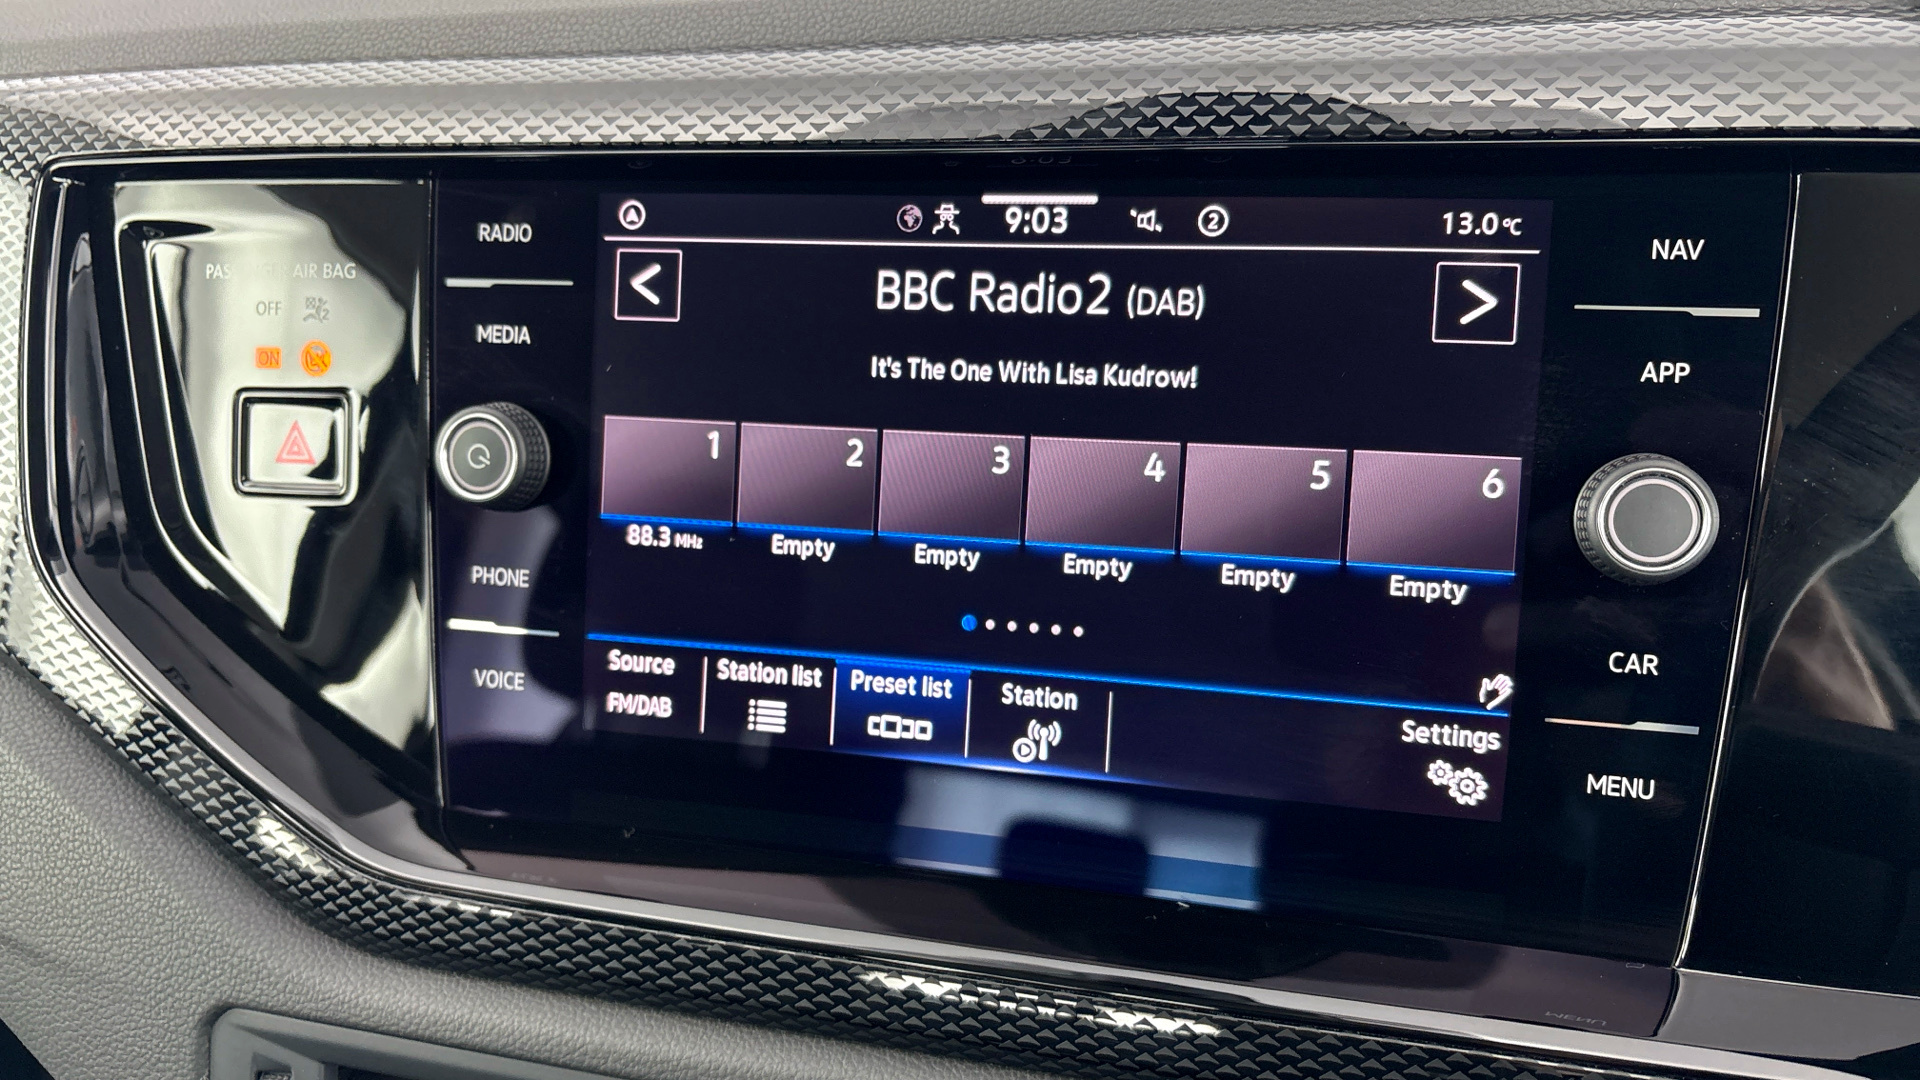 PASSENGER AIR BAG
OFF
ON
RADIO
MEDIA
PHONE
VOICE
9:03
2
13.0°C
<
BBC Radio2 (DAB)
>
It's The One With Lisa Kudrow!
1
2
3
4
5
6
88.3 MHz
Empty
Empty
Empty
Empty
Empty
Source
FM/DAB
Station list
Preset list
Station
Settings
NAV
APP
CAR
MENU